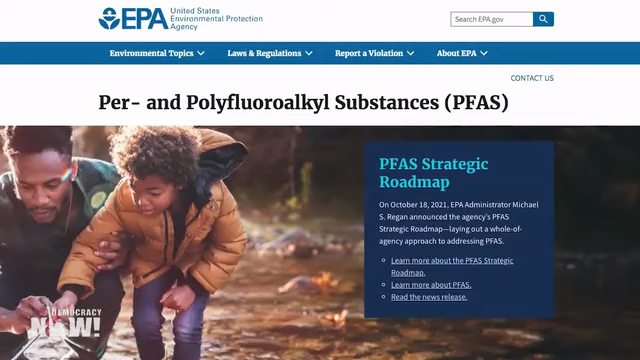 EPA
United States
Environmental Protection
Agency
Search EPA.gov
Environmental Topics
Laws & Regulations
Report a Violation
About EPA
CONTACT US
Per- and Polyfluoroalkyl Substances (PFAS)
PFAS Strategic
Roadmap
On October 18, 2021, EPA Administrator Michael
S. Regan announced the agency's PFAS
Strategic Roadmap—laying out a whole-of-
agency approach to addressing PFAS.
Learn more about the PFAS Strategic
Roadmap.
Learn more about PFAS.
Read the news release.
DEMOCRACY
NOW!